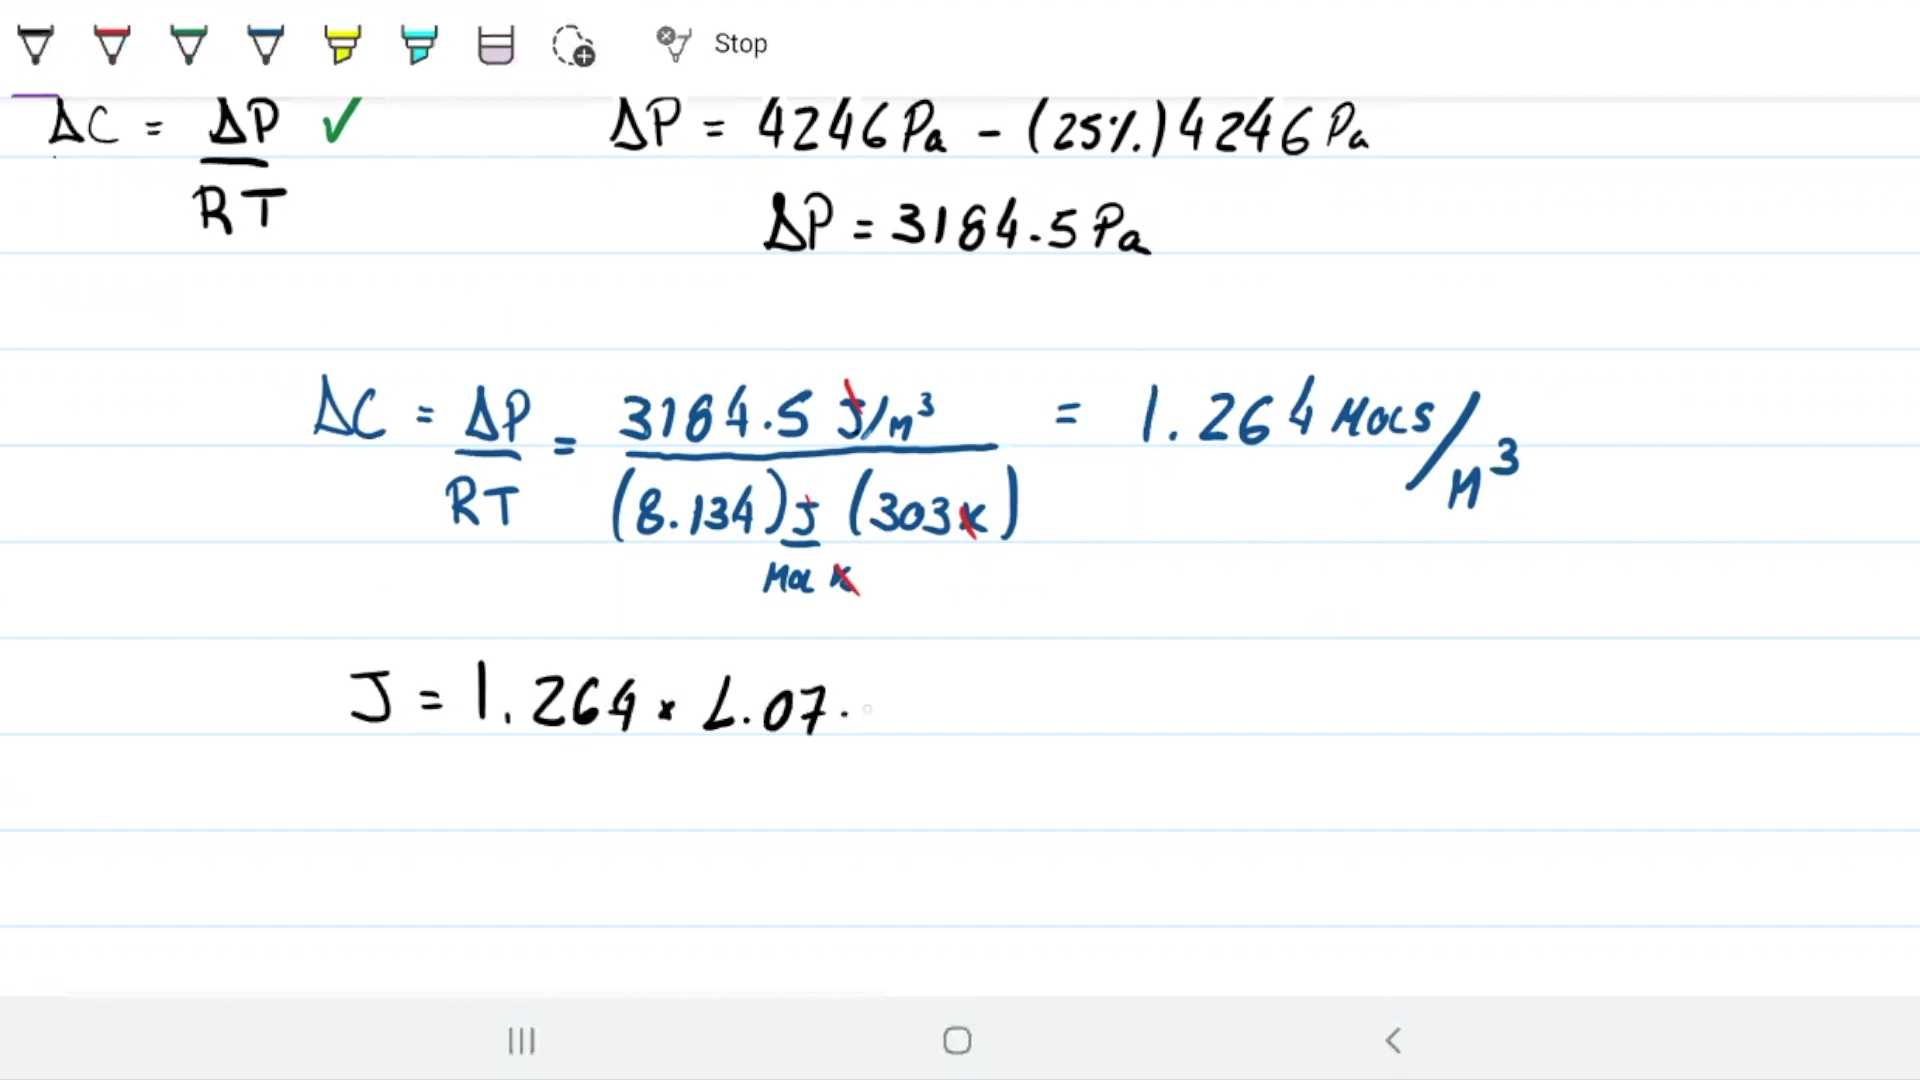 Stop
ΔC = ΔP / RT ✓
ΔP = 4246 Pa - (25%) 4246 Pa
ΔP = 3184.5 Pa
ΔC = ΔP / RT = 3184.5 J/M³ / (8.134) J / MOL K (303K) = 1.264 MOLS / M³
J = 1.264 × 2.07.